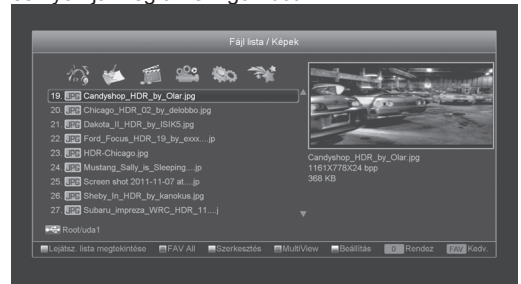 Fájl lista / Képek
19. JPG Candyshop_HDR_by_Olar.jpg
20. JPG Chicago_HDR_02_by_delobbo.jpg
21. JPG Dakota_II_HDR_by_ISIK5.jpg
22. JPG Ford_Focus_HDR_19_by_exxx....jp
23. JPG HDR-Chicago.jpg
24. JPG Mustang_Sally_is_Sleeping....jp
25. JPG Screen shot 2011-11-07 at....jp
26. JPG Sheby_In_HDR_by_kanokus.jpg
27. JPG Subaru_impreza_WRC_HDR_11....j
Candyshop_HDR_by_Olar.jpg
1161X778X24 bpp
368 KB
Root/uda1
Lejátsz. lista megtekintése FAV All Szerkesztés MultiView Beállítás 0 Rendez FAV Kedv.